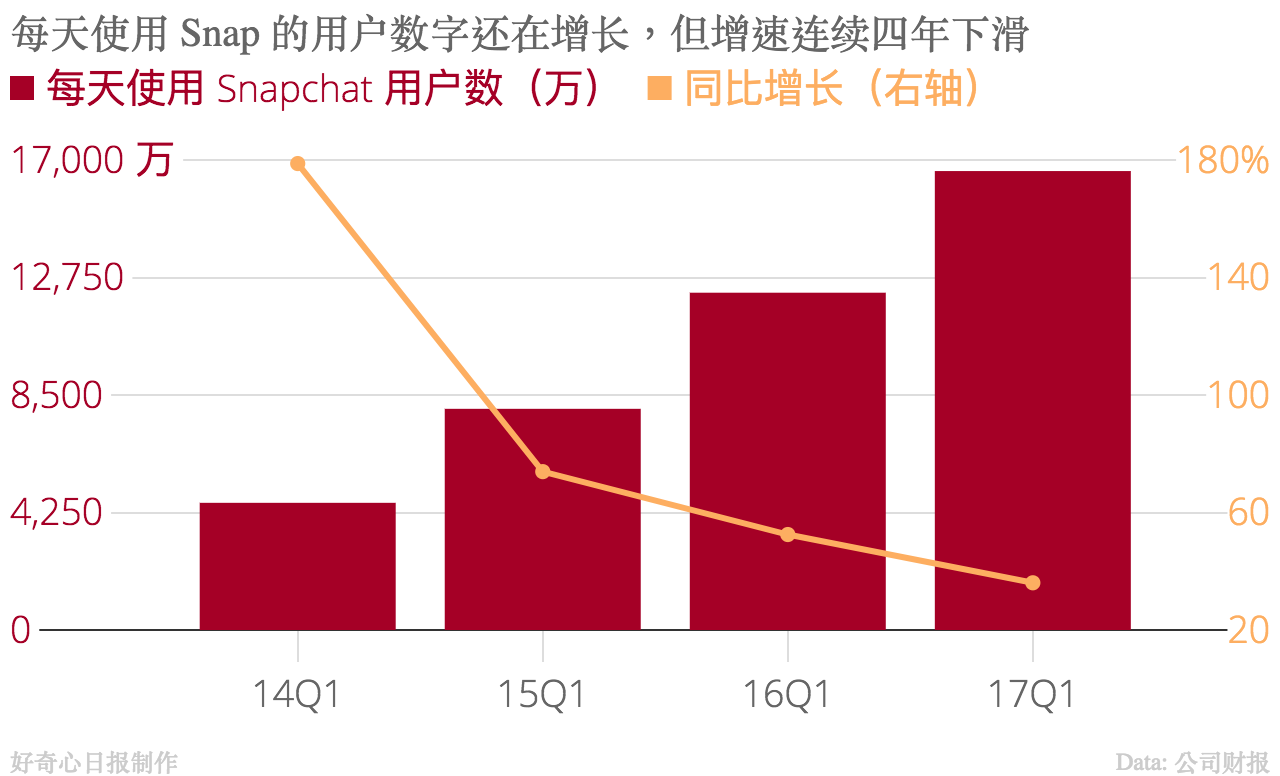 每天使用 Snap 的用户数字还在增长，但增速连续四年下滑
每天使用 Snapchat 用户数（万） 同比增长（右轴）
17,000 万 180%
12,750 140
8,500 100
4,250 60
0 20
14Q1 15Q1 16Q1 17Q1
好奇心日报制作 Data: 公司财报